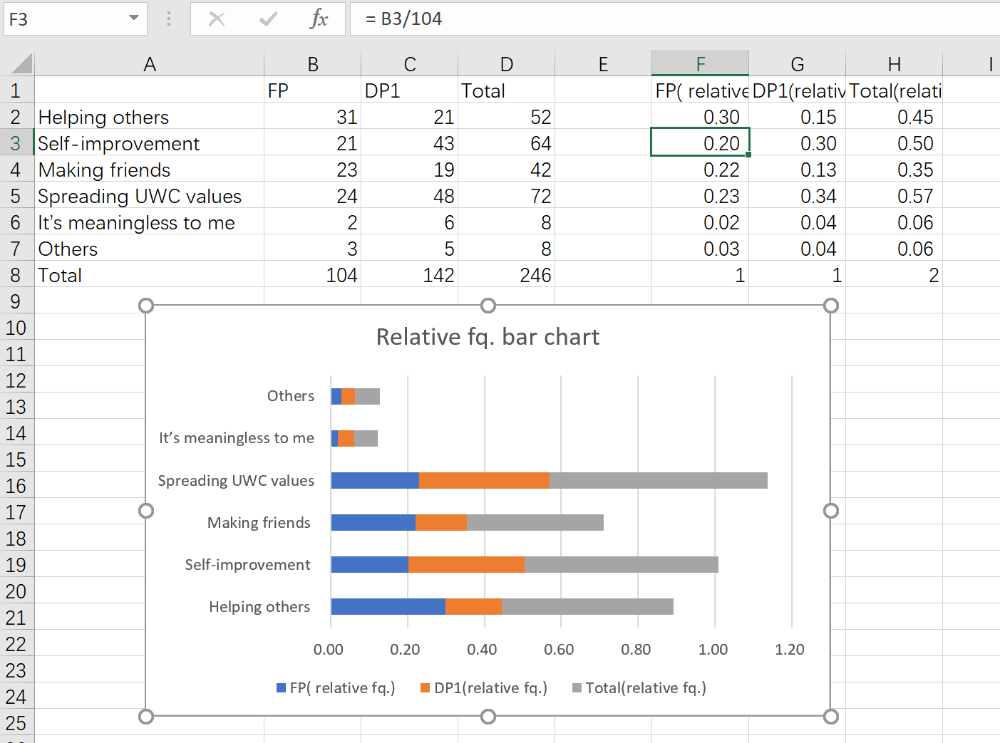 F3 fx = B3/104
A B C D E F G H I
1 FP DP1 Total FP( relative DP1(relativ Total(relati
2 Helping others 31 21 52 0.30 0.15 0.45
3 Self-improvement 21 43 64 0.20 0.30 0.50
4 Making friends 23 19 42 0.22 0.13 0.35
5 Spreading UWC values 24 48 72 0.23 0.34 0.57
6 It's meaningless to me 2 6 8 0.02 0.04 0.06
7 Others 3 5 8 0.03 0.04 0.06
8 Total 104 142 246 1 1 2
9
10 Relative fq. bar chart
11
12 Others
13
14 It's meaningless to me
15
16 Spreading UWC values
17 Making friends
18
19 Self-improvement
20
21 Helping others
22 0.00 0.20 0.40 0.60 0.80 1.00 1.20
23
24 FP( relative fq.) DP1(relative fq.) Total(relative fq.)
25